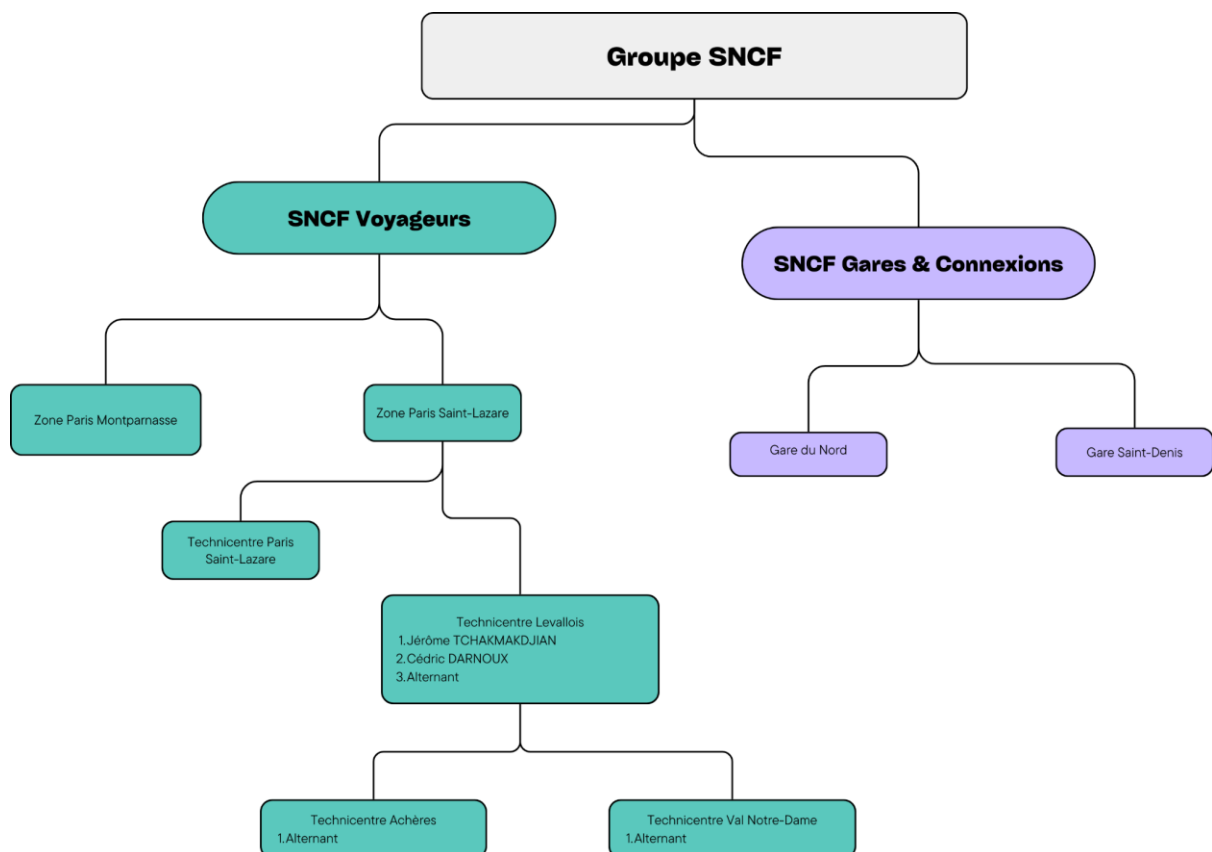 Groupe SNCF
SNCF Voyageurs
SNCF Gares & Connexions
Zone Paris Montparnasse
Zone Paris Saint-Lazare
Gare du Nord
Gare Saint-Denis
Technicentre Paris
Saint-Lazare
Technicentre Levallois
1.Jérôme TCHAKMAKDJIAN
2.Cédric DARNOUX
3.Alternant
Technicentre Achères
1.Alternant
Technicentre Val Notre-Dame
1.Alternant